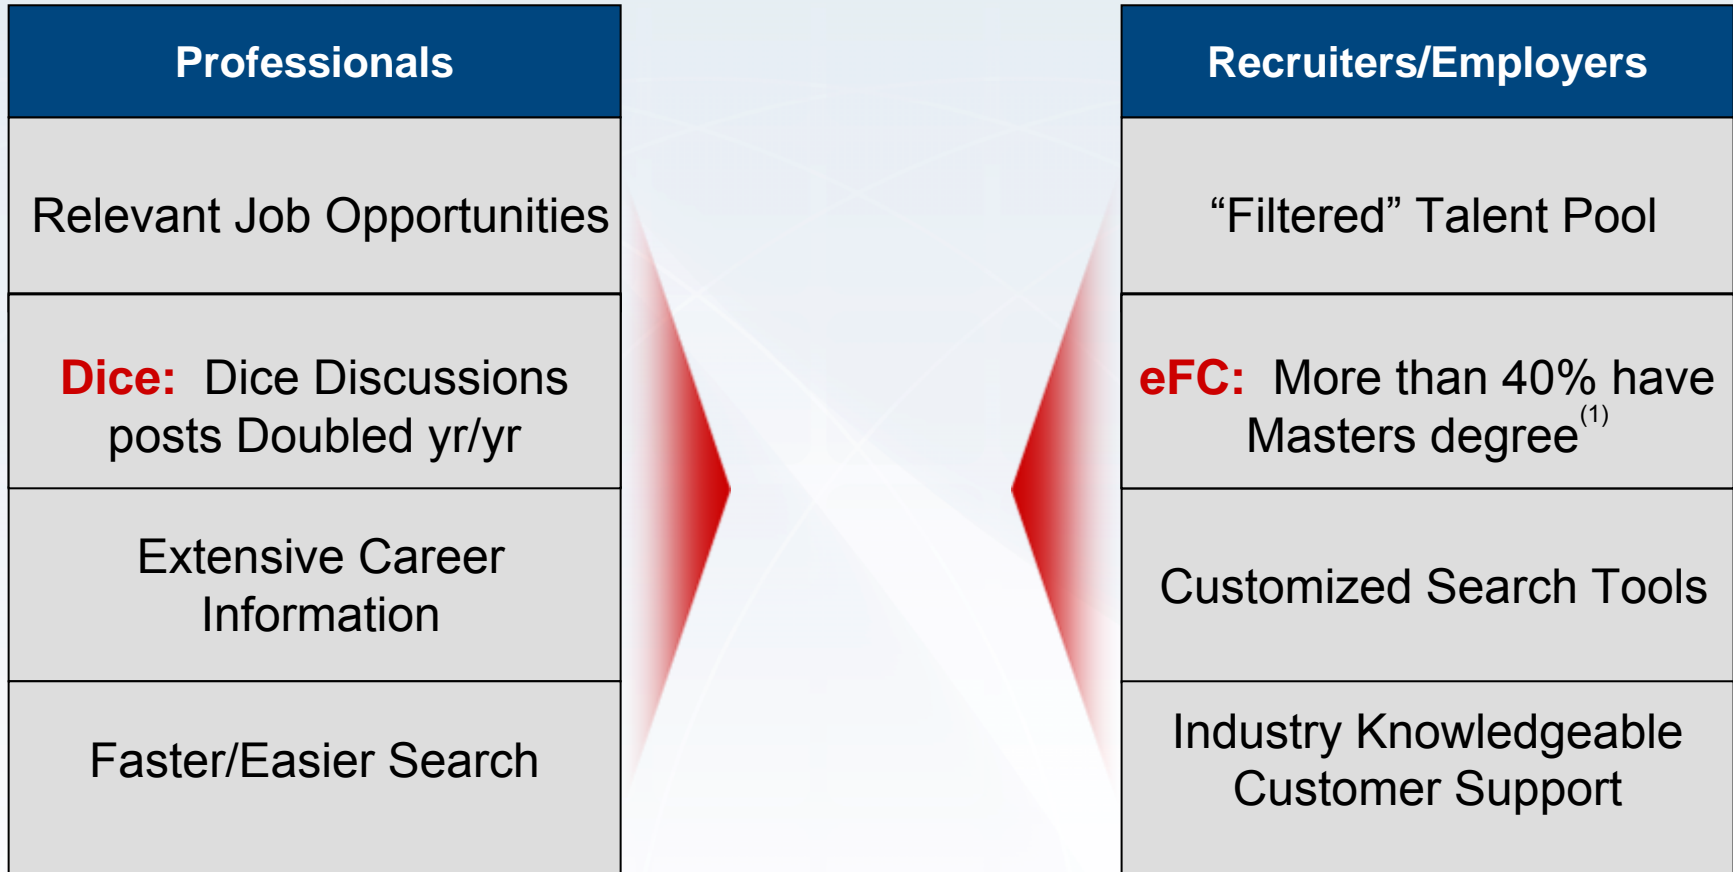 Professionals
Relevant Job Opportunities
Dice: Dice Discussions
posts Doubled yr/yr
Extensive Career
Information
Faster/Easier Search
Recruiters/Employers
“Filtered” Talent Pool
eFC: More than 40% have
Masters degree(1)
Customized Search Tools
Industry Knowledgeable
Customer Support